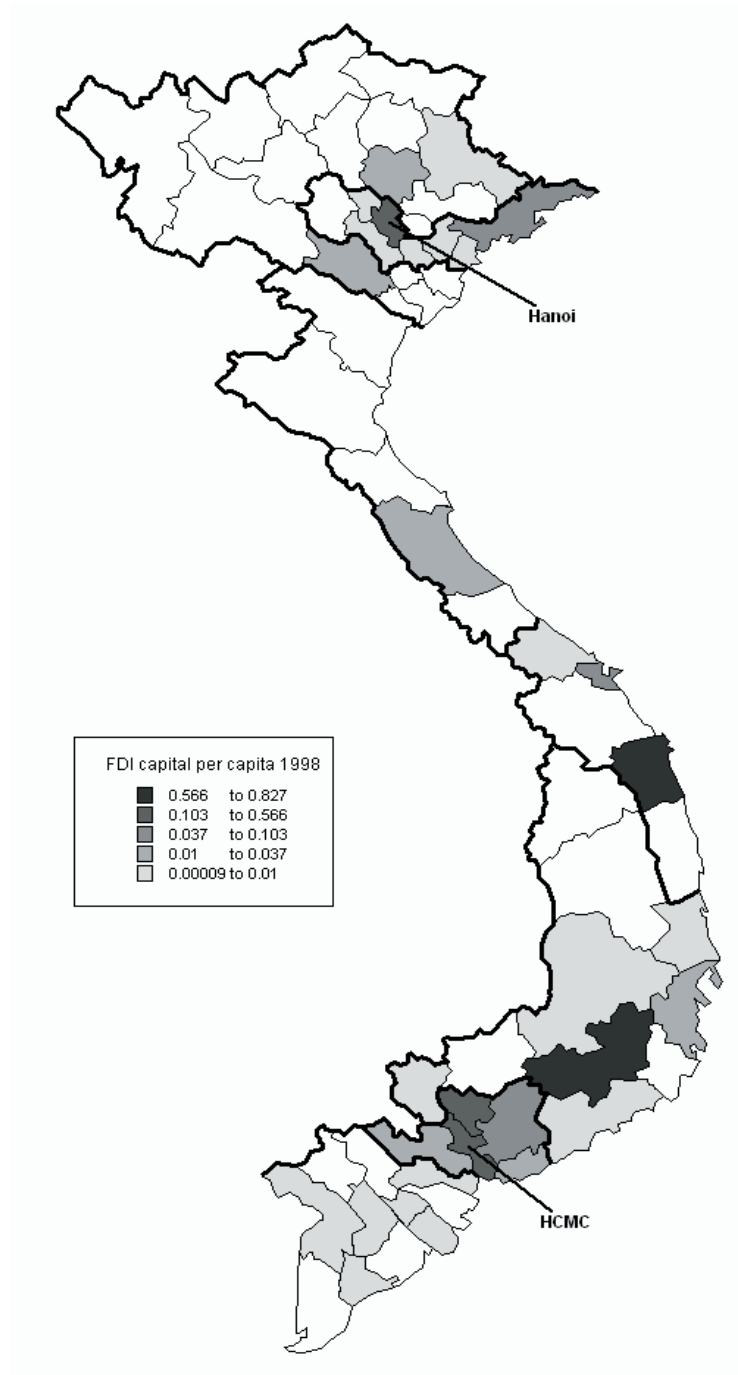 Hanoi
FDI capital per capita 1998
0.566 to 0.827
0.103 to 0.566
0.037 to 0.103
0.01 to 0.037
0.00009 to 0.01
HCMC